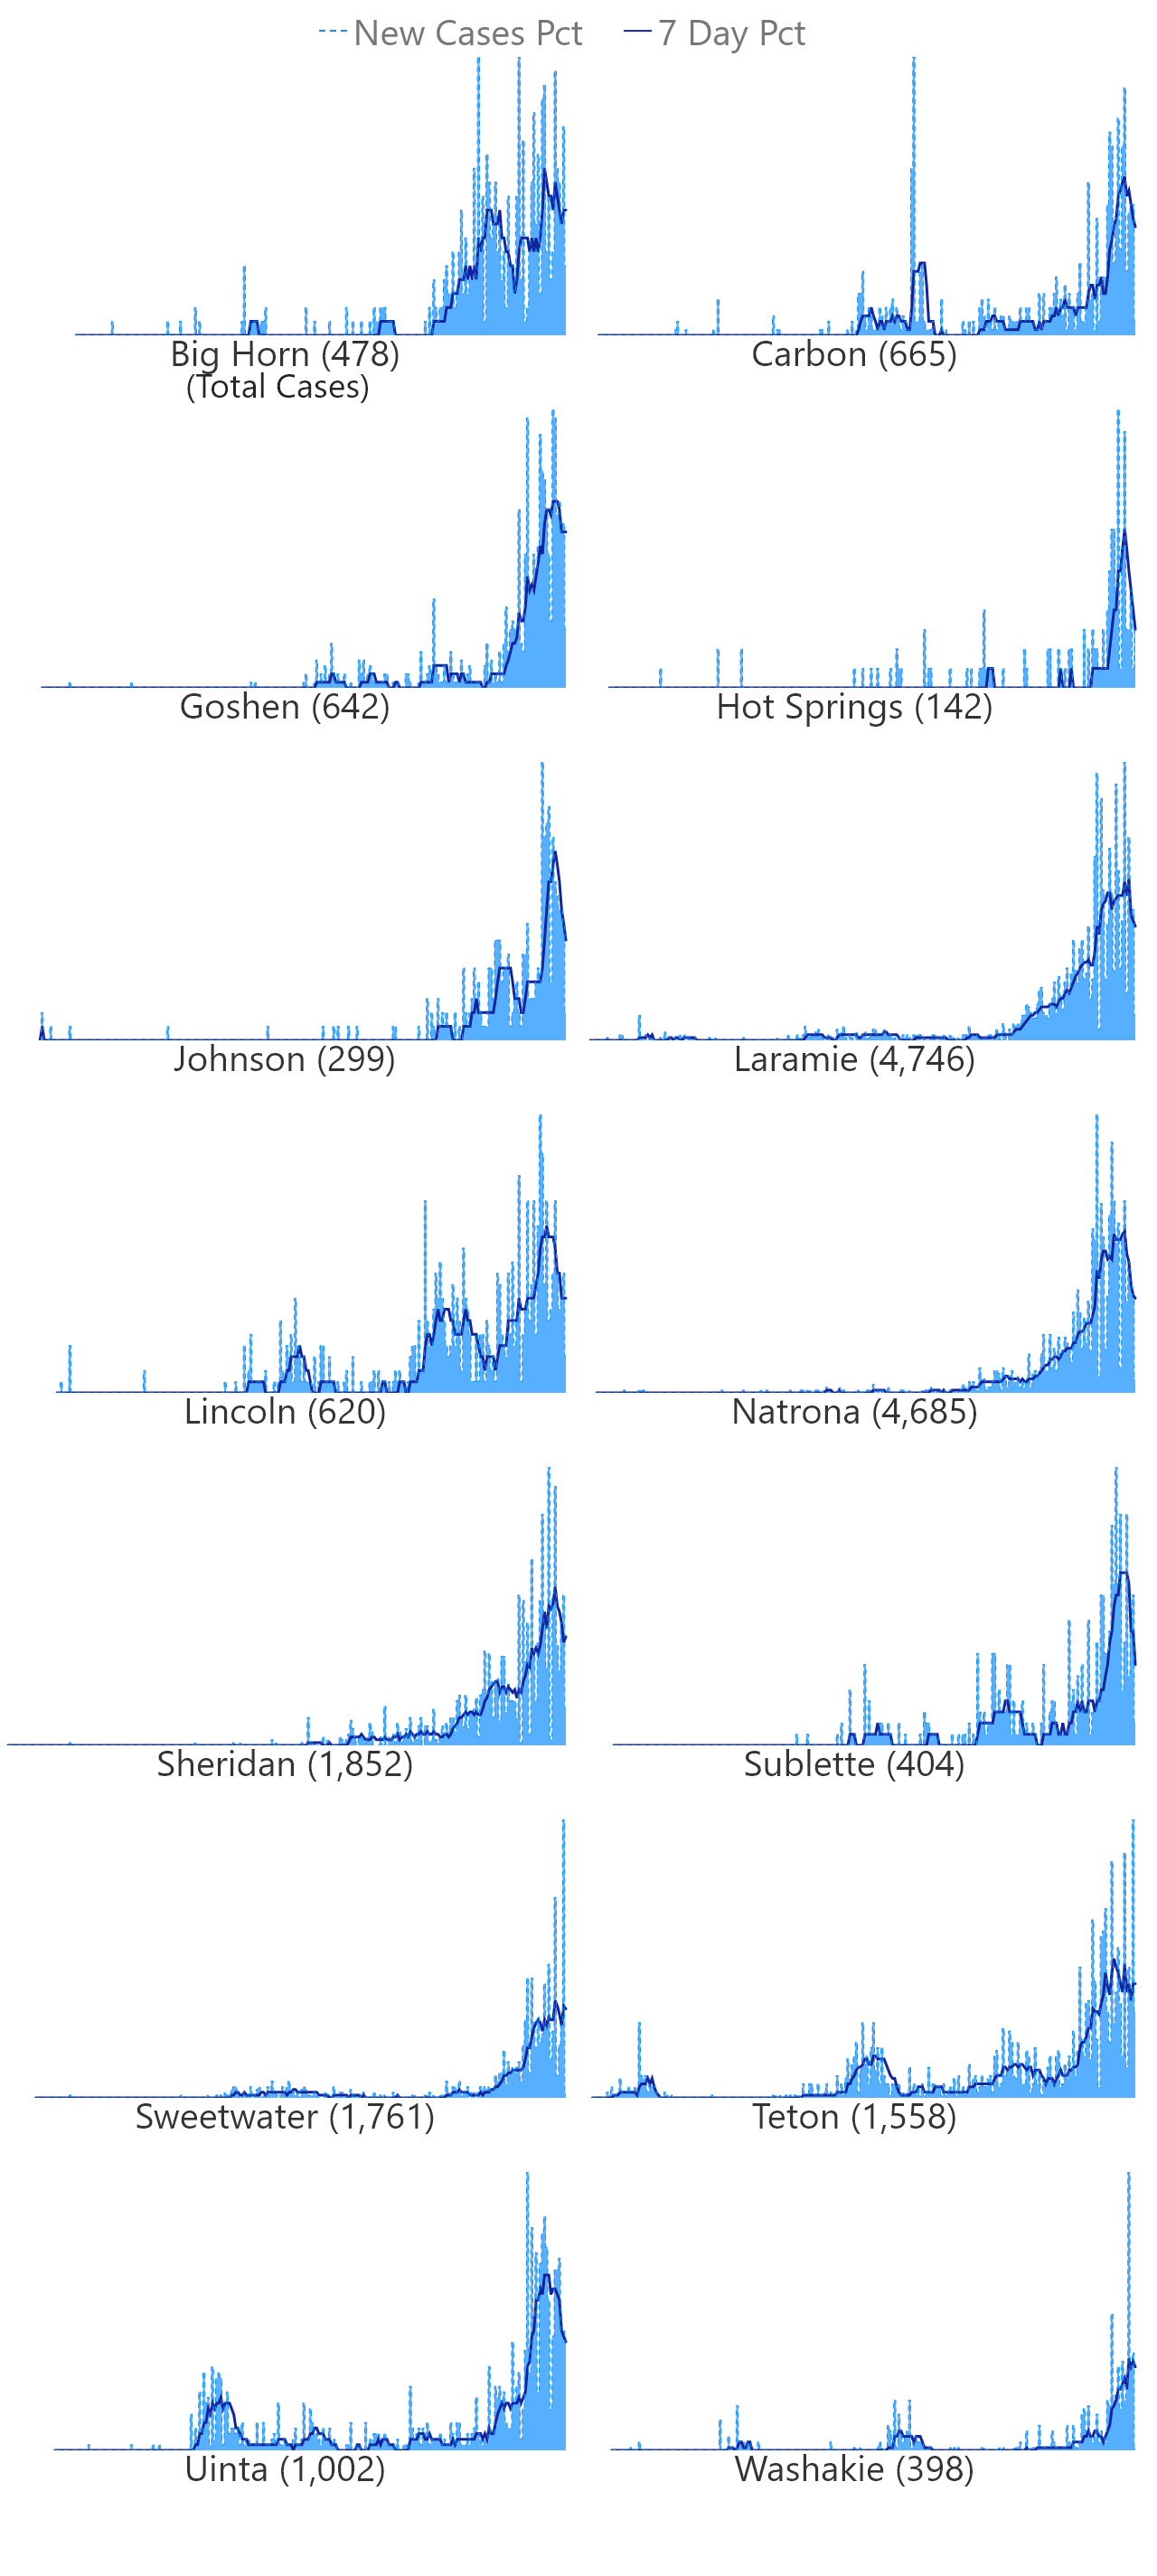 New Cases Pct 7 Day Pct
Big Horn (478) Carbon (665)
(Total Cases)
Goshen (642) Hot Springs (142)
Johnson (299) Laramie (4,746)
Lincoln (620) Natrona (4,685)
Sheridan (1,852) Sublette (404)
Sweetwater (1,761) Teton (1,558)
Uinta (1,002) Washakie (398)